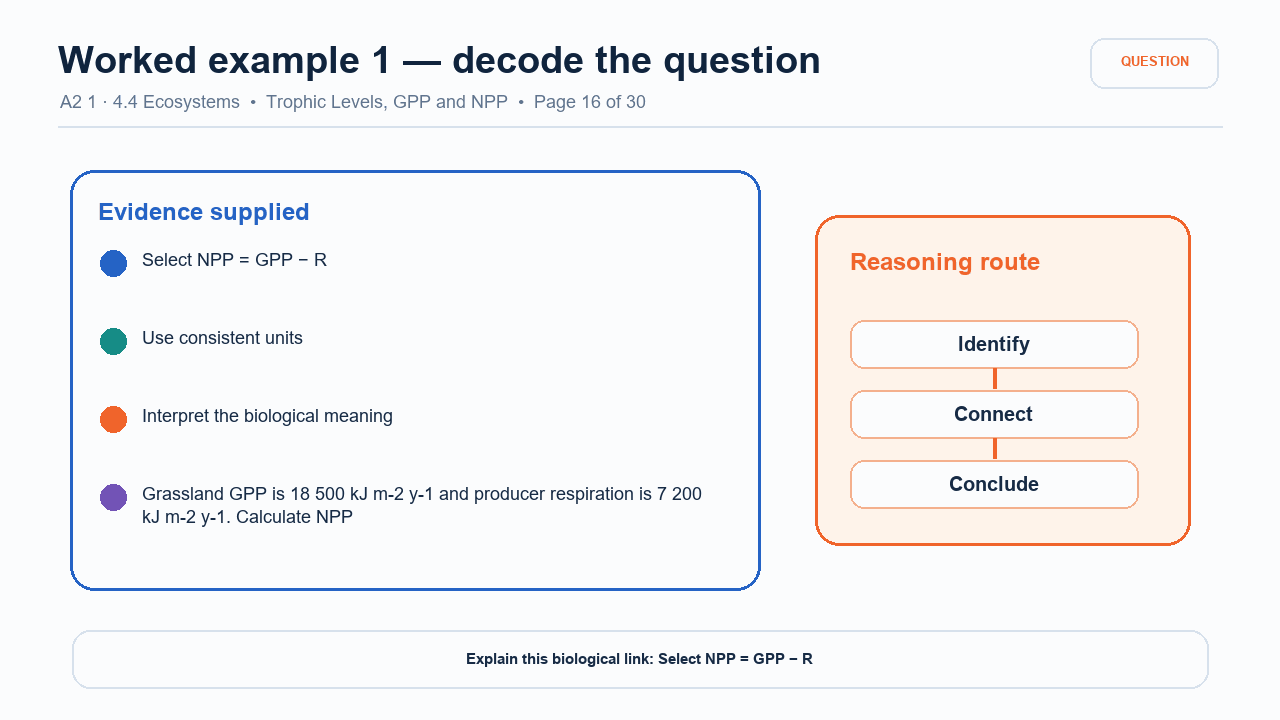 Worked example 1 — decode the question
QUESTION
A2 1 · 4.4 Ecosystems • Trophic Levels, GPP and NPP • Page 16 of 30
Evidence supplied
Select NPP = GPP − R
Use consistent units
Interpret the biological meaning
Grassland GPP is 18 500 kJ m-2 y-1 and producer respiration is 7 200
kJ m-2 y-1. Calculate NPP
Reasoning route
Identify
Connect
Conclude
Explain this biological link: Select NPP = GPP − R